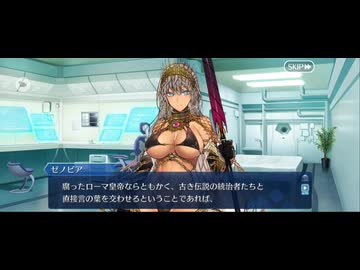 SKIP
ゼノビア
腐ったローマ皇帝ならともかく、古き伝説の統治者たちと
直接言の葉を交わせるということであれば、